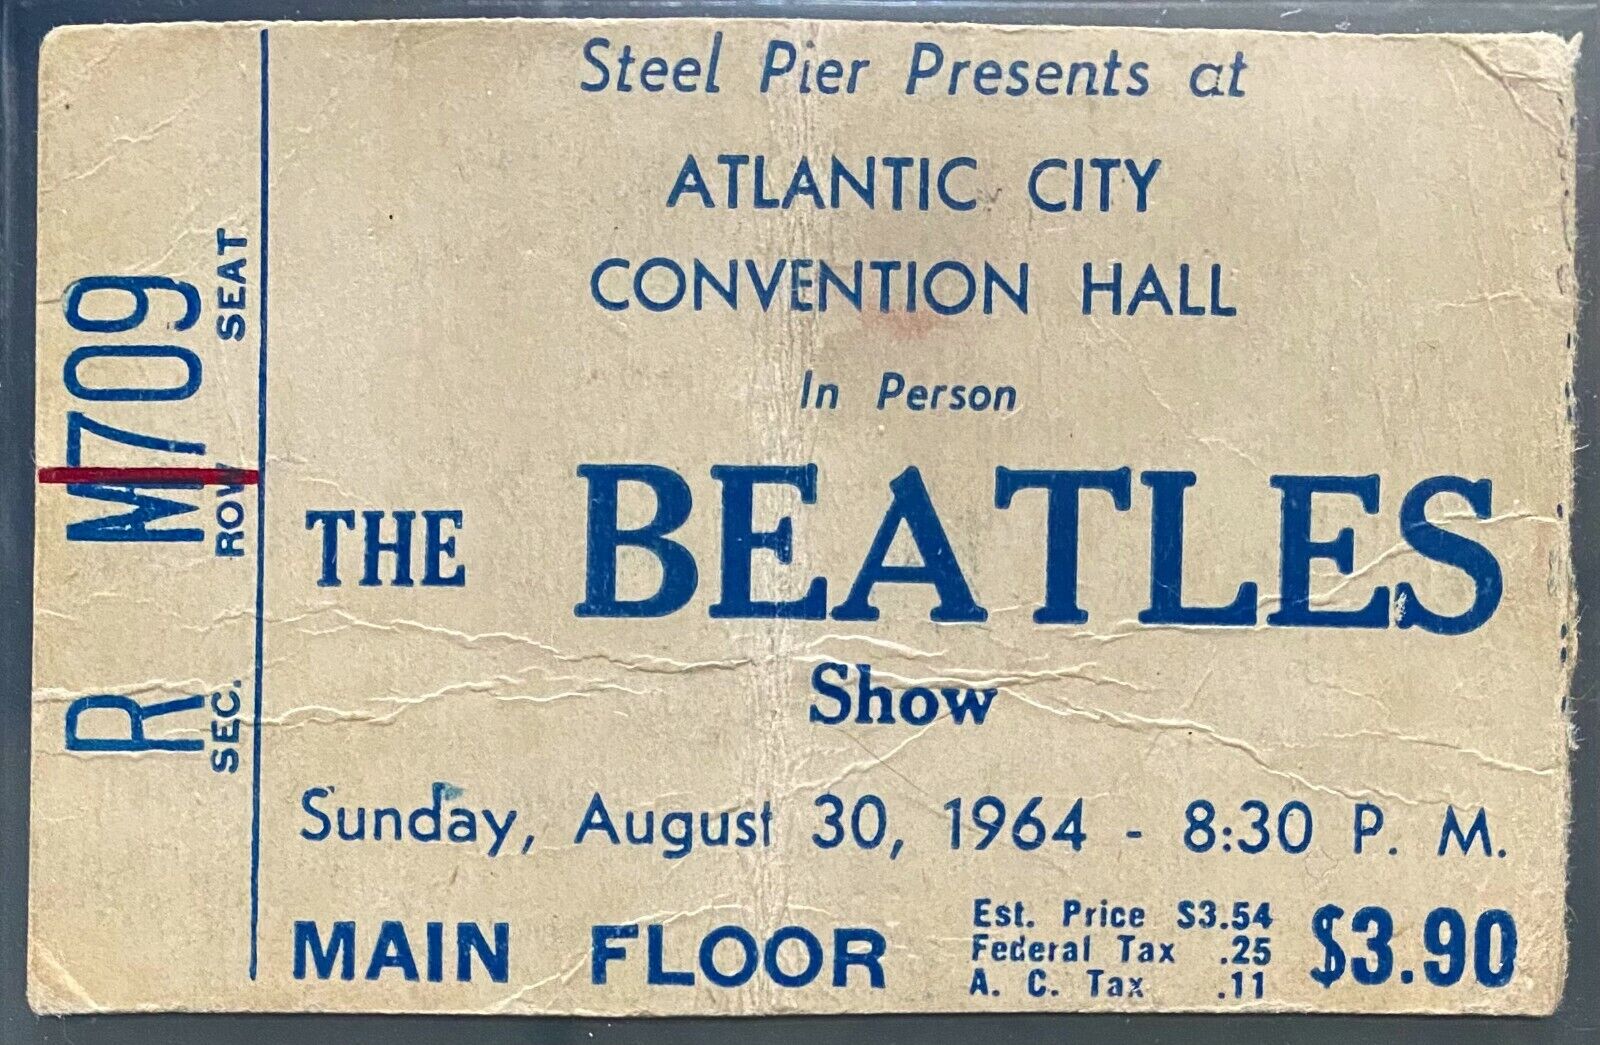 Steel Pier Presents at
ATLANTIC CITY
CONVENTION HALL
In Person
THE BEATLES
Show
Sunday, August 30, 1964 - 8:30 P. M.
MAIN FLOOR
Est. Price $3.54
Federal Tax .25
A. C. Tax .11
$3.90
R M 709
SEC. ROW SEAT